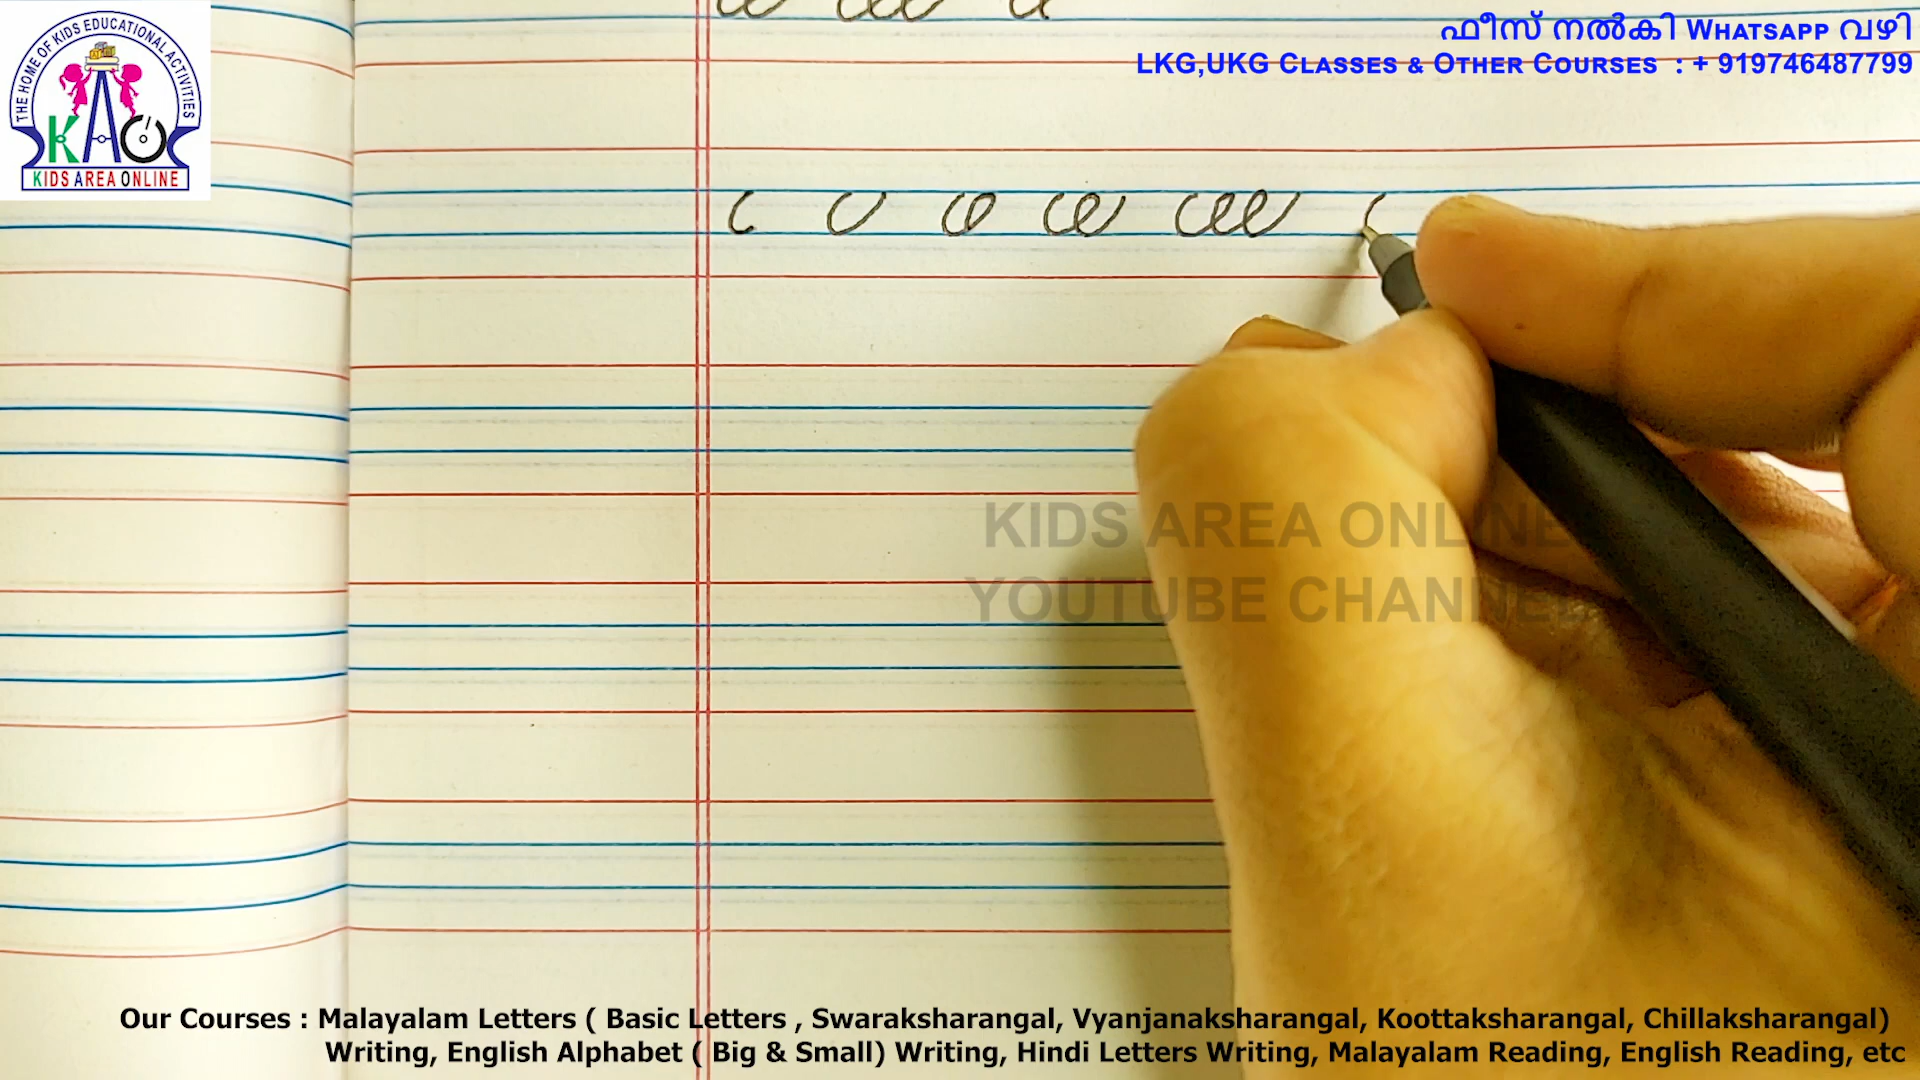 THE HOME OF KIDS EDUCATIONAL ACTIVITIES
KAO
KIDS AREA ONLINE
ഫീസ് നൽകി WHATSAPP വഴി
LKG,UKG CLASSES & OTHER COURSES : + 919746487799
KIDS AREA ONLINE
YOUTUBE CHANNEL
Our Courses : Malayalam Letters ( Basic Letters , Swaraksharangal, Vyanjanaksharangal, Koottaksharangal, Chillaksharangal)
Writing, English Alphabet ( Big & Small) Writing, Hindi Letters Writing, Malayalam Reading, English Reading, etc